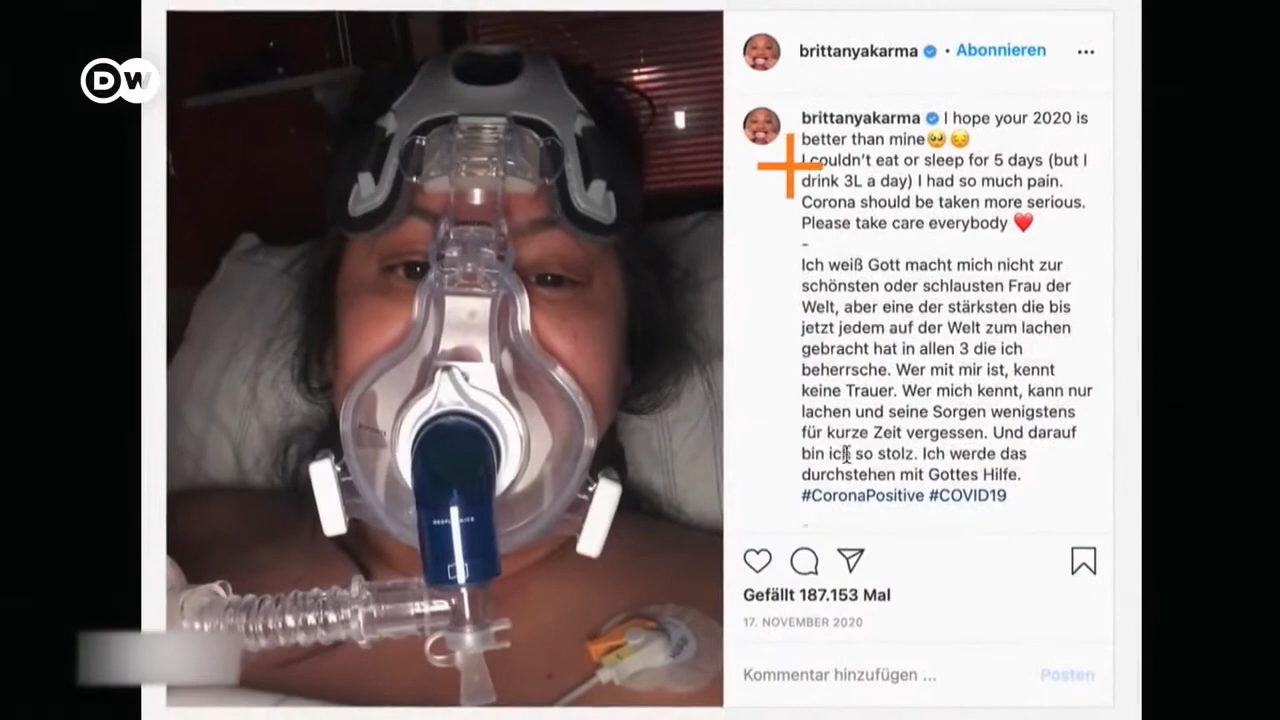 DW
brittanyakarma • Abonnieren ...
brittanyakarma I hope your 2020 is
better than mine🥺😔
I couldn't eat or sleep for 5 days (but I
drink 3L a day) I had so much pain.
Corona should be taken more serious.
Please take care everybody ❤️
-
Ich weiß Gott macht mich nicht zur
schönsten oder schlausten Frau der
Welt, aber eine der stärksten die bis
jetzt jedem auf der Welt zum lachen
gebracht hat in allen 3 die ich
beherrsche. Wer mit mir ist, kennt
keine Trauer. Wer mich kennt, kann nur
lachen und seine Sorgen wenigstens
für kurze Zeit vergessen. Und darauf
bin ich so stolz. Ich werde das
durchstehen mit Gottes Hilfe.
#CoronaPositive #COVID19
-
Gefällt 187.153 Mal
17. NOVEMBER 2020
Kommentar hinzufügen ... Posten